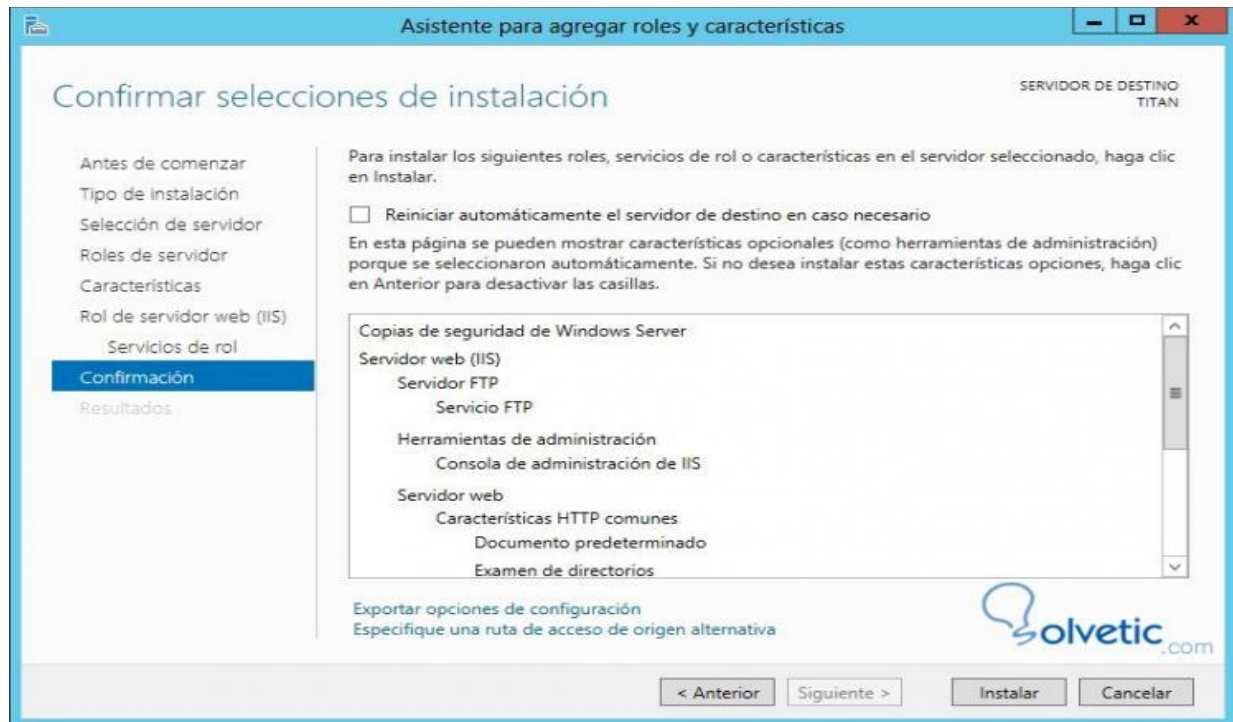 Asistente para agregar roles y características
Confirmar selecciones de instalación
SERVIDOR DE DESTINO
TITAN
Antes de comenzar
Tipo de instalación
Selección de servidor
Roles de servidor
Características
Rol de servidor web (IIS)
Servicios de rol
Confirmación
Resultados
Para instalar los siguientes roles, servicios de rol o características en el servidor seleccionado, haga clic
en Instalar.
Reiniciar automáticamente el servidor de destino en caso necesario
En esta página se pueden mostrar características opcionales (como herramientas de administración)
porque se seleccionaron automáticamente. Si no desea instalar estas características opciones, haga clic
en Anterior para desactivar las casillas.
Copias de seguridad de Windows Server
Servidor web (IIS)
Servidor FTP
Servicio FTP
Herramientas de administración
Consola de administración de IIS
Servidor web
Características HTTP comunes
Documento predeterminado
Examen de directorios
Exportar opciones de configuración
Especifique una ruta de acceso de origen alternativa
Solvetic.com
< Anterior
Siguiente >
Instalar
Cancelar